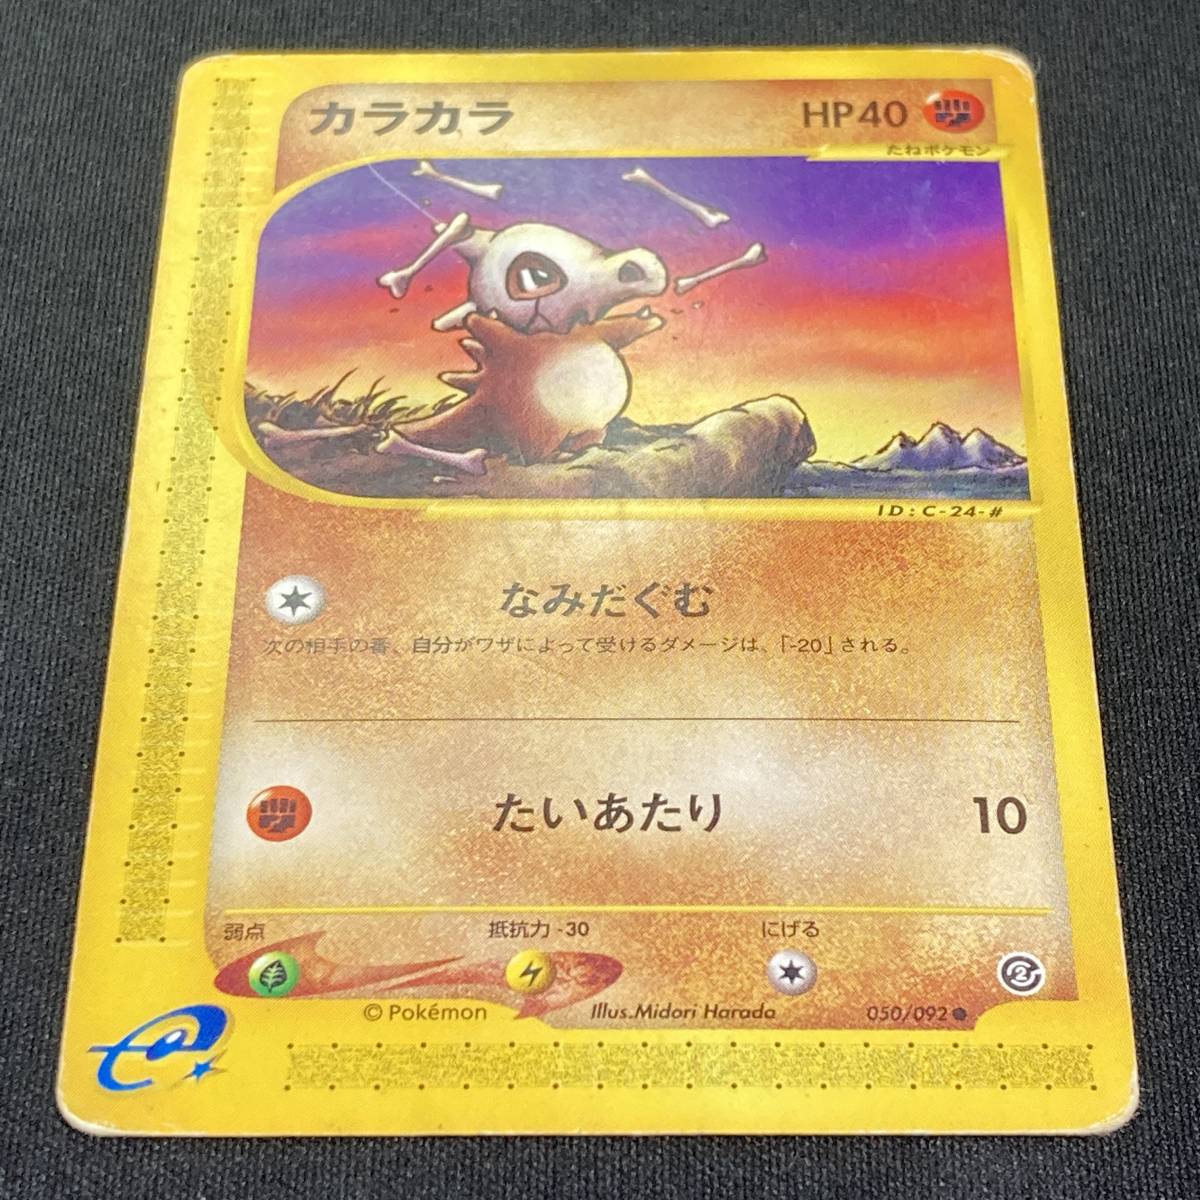 カラカラ
HP40
たねポケモン
ID:C-24-#
なみだぐむ
次の相手の番、自分がワザによって受けるダメージは、「-20」される。
たいあたり 10
弱点 抵抗力 -30 にげる
2
© Pokémon Illus.Midori Harada 050/092 ●
e